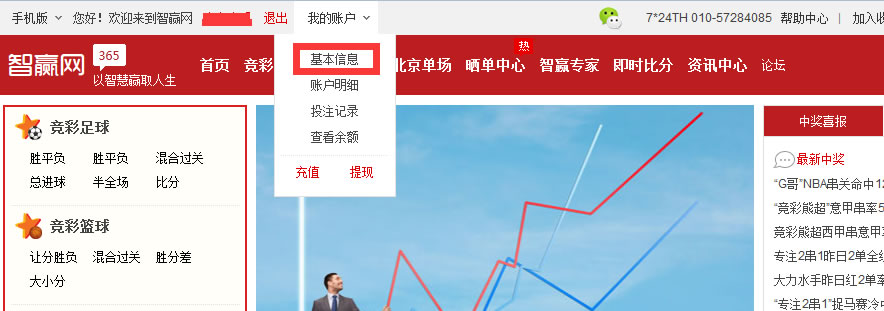 手机版 您好！欢迎来到智赢网 退出 我的账户 7*24TH 010-57284085 帮助中心 | 加入收
智赢网 365 以智慧赢取人生
首页 竞彩 北京单场 晒单中心 热 智赢专家 即时比分 资讯中心 论坛
基本信息
账户明细
投注记录
查看余额
充值 提现
竞彩足球
胜平负 胜平负 混合过关
总进球 半全场 比分
竞彩篮球
让分胜负 混合过关 胜分差
大小分
中奖喜报
最新中奖
“G哥”NBA串关命中12
“竞彩熊超”意甲串率5
竞彩熊超西甲串意甲
专注2串1昨日2单全红
大力水手昨日红2单
“专注2串1”捉马赛冷